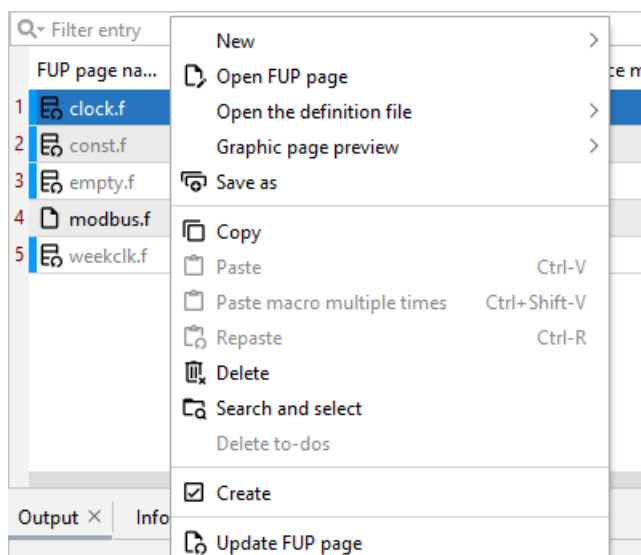 Filter entry
FUP page na...
1 clock.f
2 const.f
3 empty.f
4 modbus.f
5 weekclk.f
New
Open FUP page
Open the definition file
Graphic page preview
Save as
Copy
Paste Ctrl-V
Paste macro multiple times Ctrl+Shift-V
Repaste Ctrl-R
Delete
Search and select
Delete to-dos
Create
Update FUP page
Output
Info